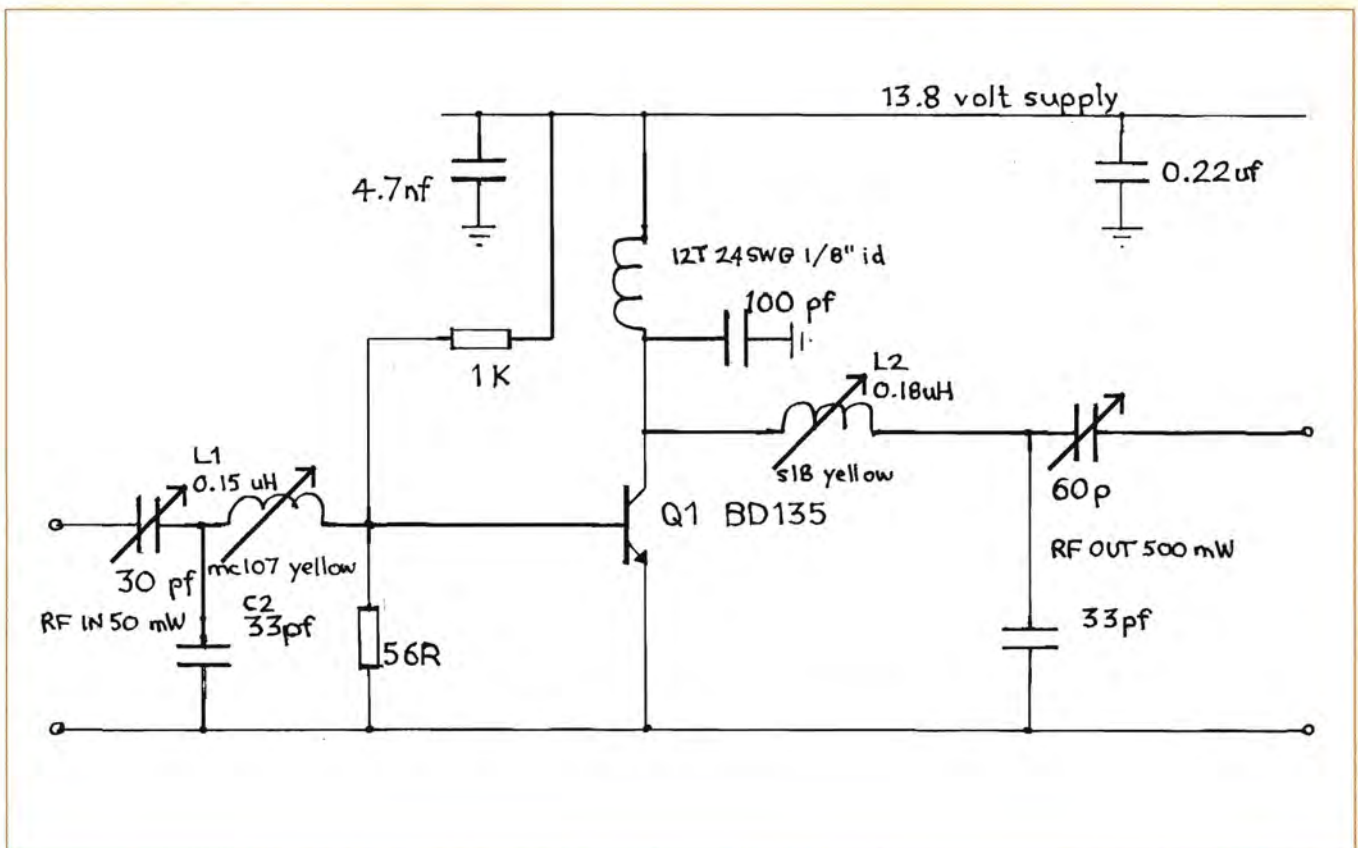 13.8 volt supply
4.7nf
0.22uf
12T 24SWG 1/8" id
100 pf
1K
L2
0.18uH
s18 yellow
L1
0.15 uH
mc107 yellow
30 pf
Q1 BD135
60p
RF OUT 500 mW
RF IN 50 mW
C2
33pf
56R
33pf